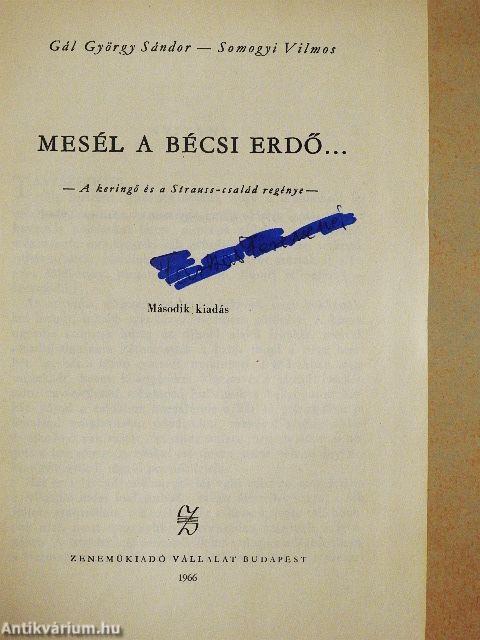 Gál György Sándor — Somogyi Vilmos
MESÉL A BÉCSI ERDŐ...
— A keringő és a Strauss-család regénye —
Második kiadás
ZENEMŰKIADÓ VÁLLALAT BUDAPEST
1966
Antikvárium.hu